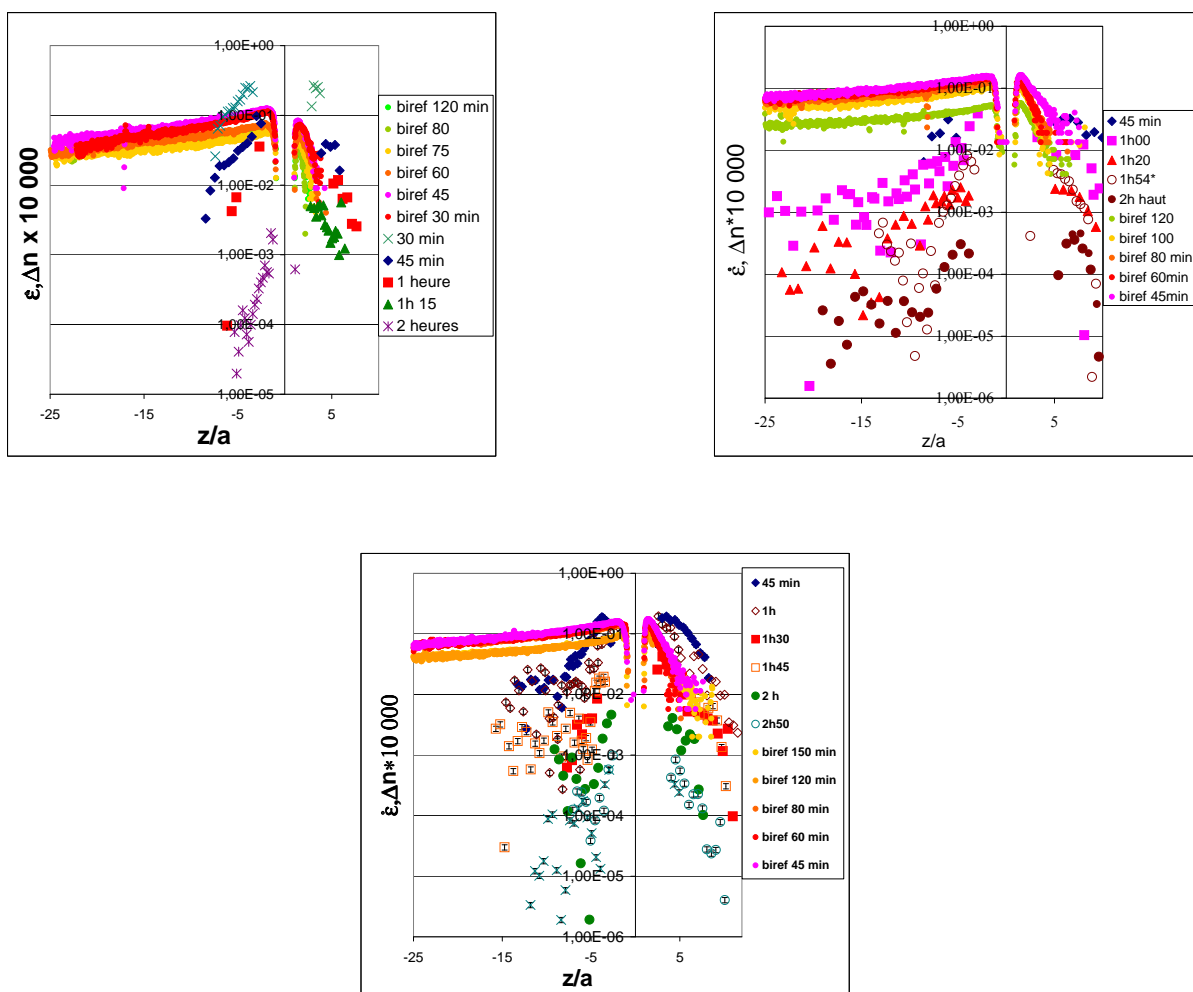 1,00E+00
1,00E-01
1,00E-02
1,00E-03
1,00E-04
1,00E-05
-25
-15
-5
5
z/a
ε, Δn x 10 000
biref 120 min
biref 80
biref 75
biref 60
biref 45
biref 30 min
30 min
45 min
1 heure
1h 15
2 heures
1,00E+00
1,00E-01
1,00E-02
1,00E-03
1,00E-04
1,00E-05
1,00E-06
-25
-15
-5
5
z/a
ε̇, Δn*10 000
45 min
1h00
1h20
1h54*
2h haut
biref 120
biref 100
biref 80 min
biref 60min
biref 45min
1,00E+00
1,00E-01
1,00E-02
1,00E-03
1,00E-04
1,00E-05
1,00E-06
-25
-15
-5
5
z/a
ε̇,Δn*10 000
45 min
1h
1h30
1h45
2 h
2h50
biref 150 min
biref 120 min
biref 80 min
biref 60 min
biref 45 min